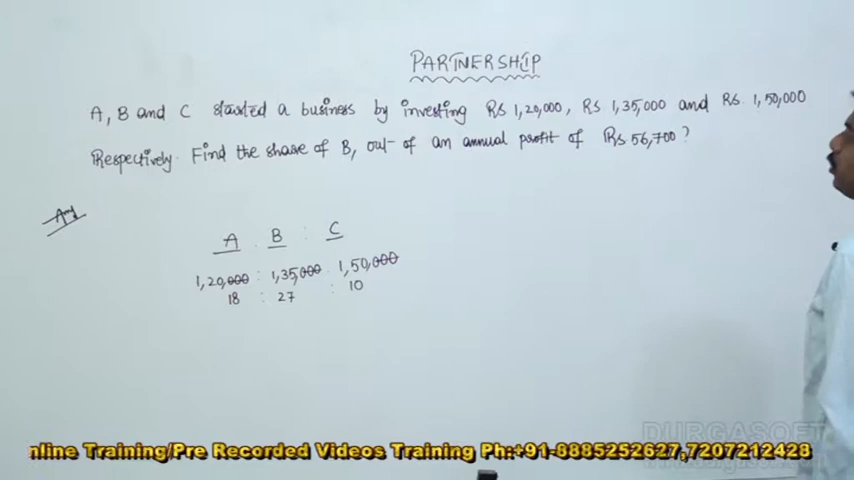 PARTNERSHIP
A, B and C started a business by investing Rs 1,20,000, Rs 1,35,000 and Rs. 1,50,000
Respectively. Find the share of B, out of an annual profit of Rs. 56,700?
Ans
A : B : C
1,20,000 : 1,35,000 : 1,50,000
18 : 27 : 10
DURGASOFT
nline Training/Pre Recorded Videos Training Ph:+91-8885252627,7207212428